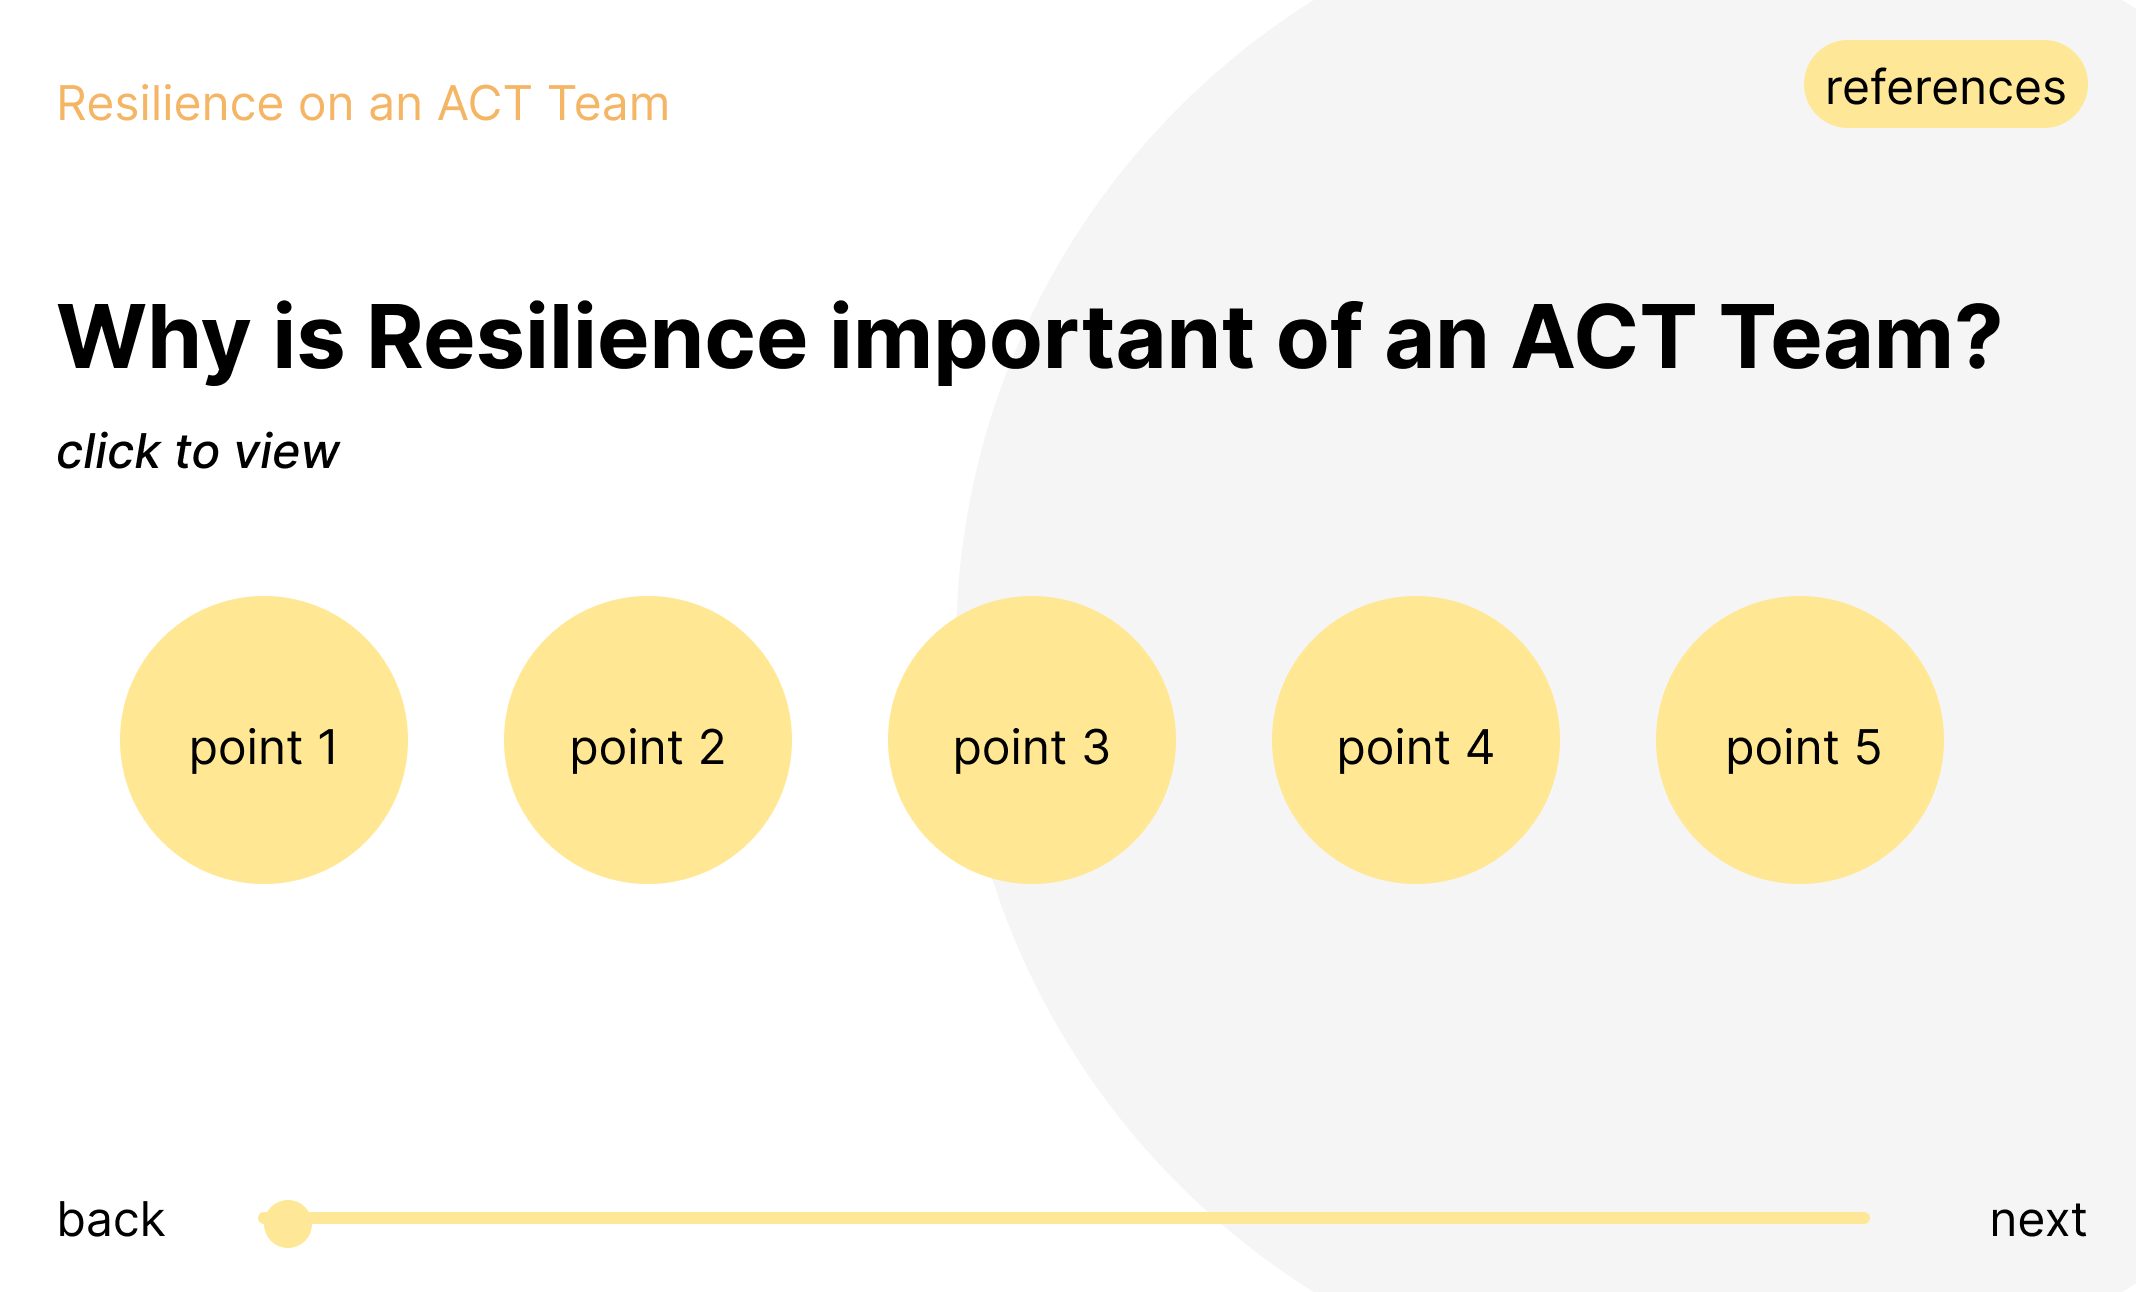 Resilience on an ACT Team
references
Why is Resilience important of an ACT Team?
click to view
point 1
point 2
point 3
point 4
point 5
back
next